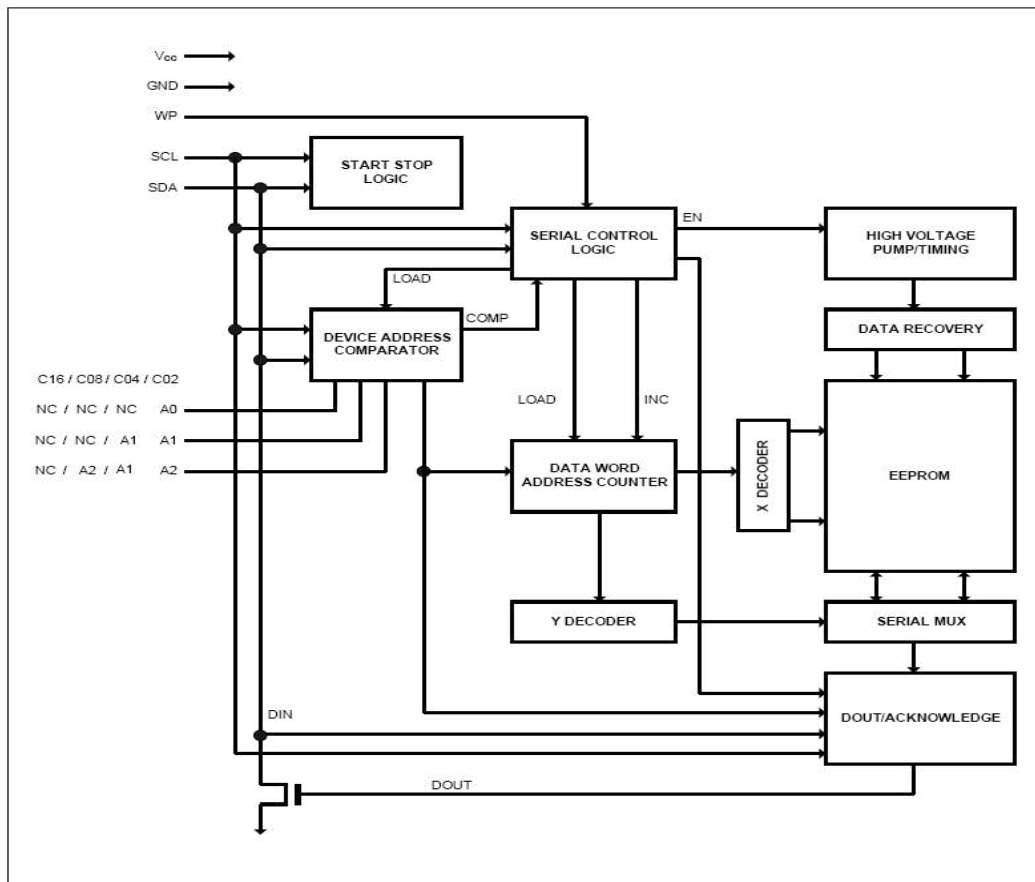 Vcc
GND
WP
SCL
SDA
START STOP
LOGIC
SERIAL CONTROL
LOGIC
EN
HIGH VOLTAGE
PUMP/TIMING
LOAD
COMP
DEVICE ADDRESS
COMPARATOR
DATA RECOVERY
C16 / C08 / C04 / C02
NC / NC / NC A0
NC / NC / A1 A1
NC / A2 / A1 A2
LOAD
INC
DATA WORD
ADDRESS COUNTER
X DECODER
EEPROM
Y DECODER
SERIAL MUX
DIN
DOUT/ACKNOWLEDGE
DOUT